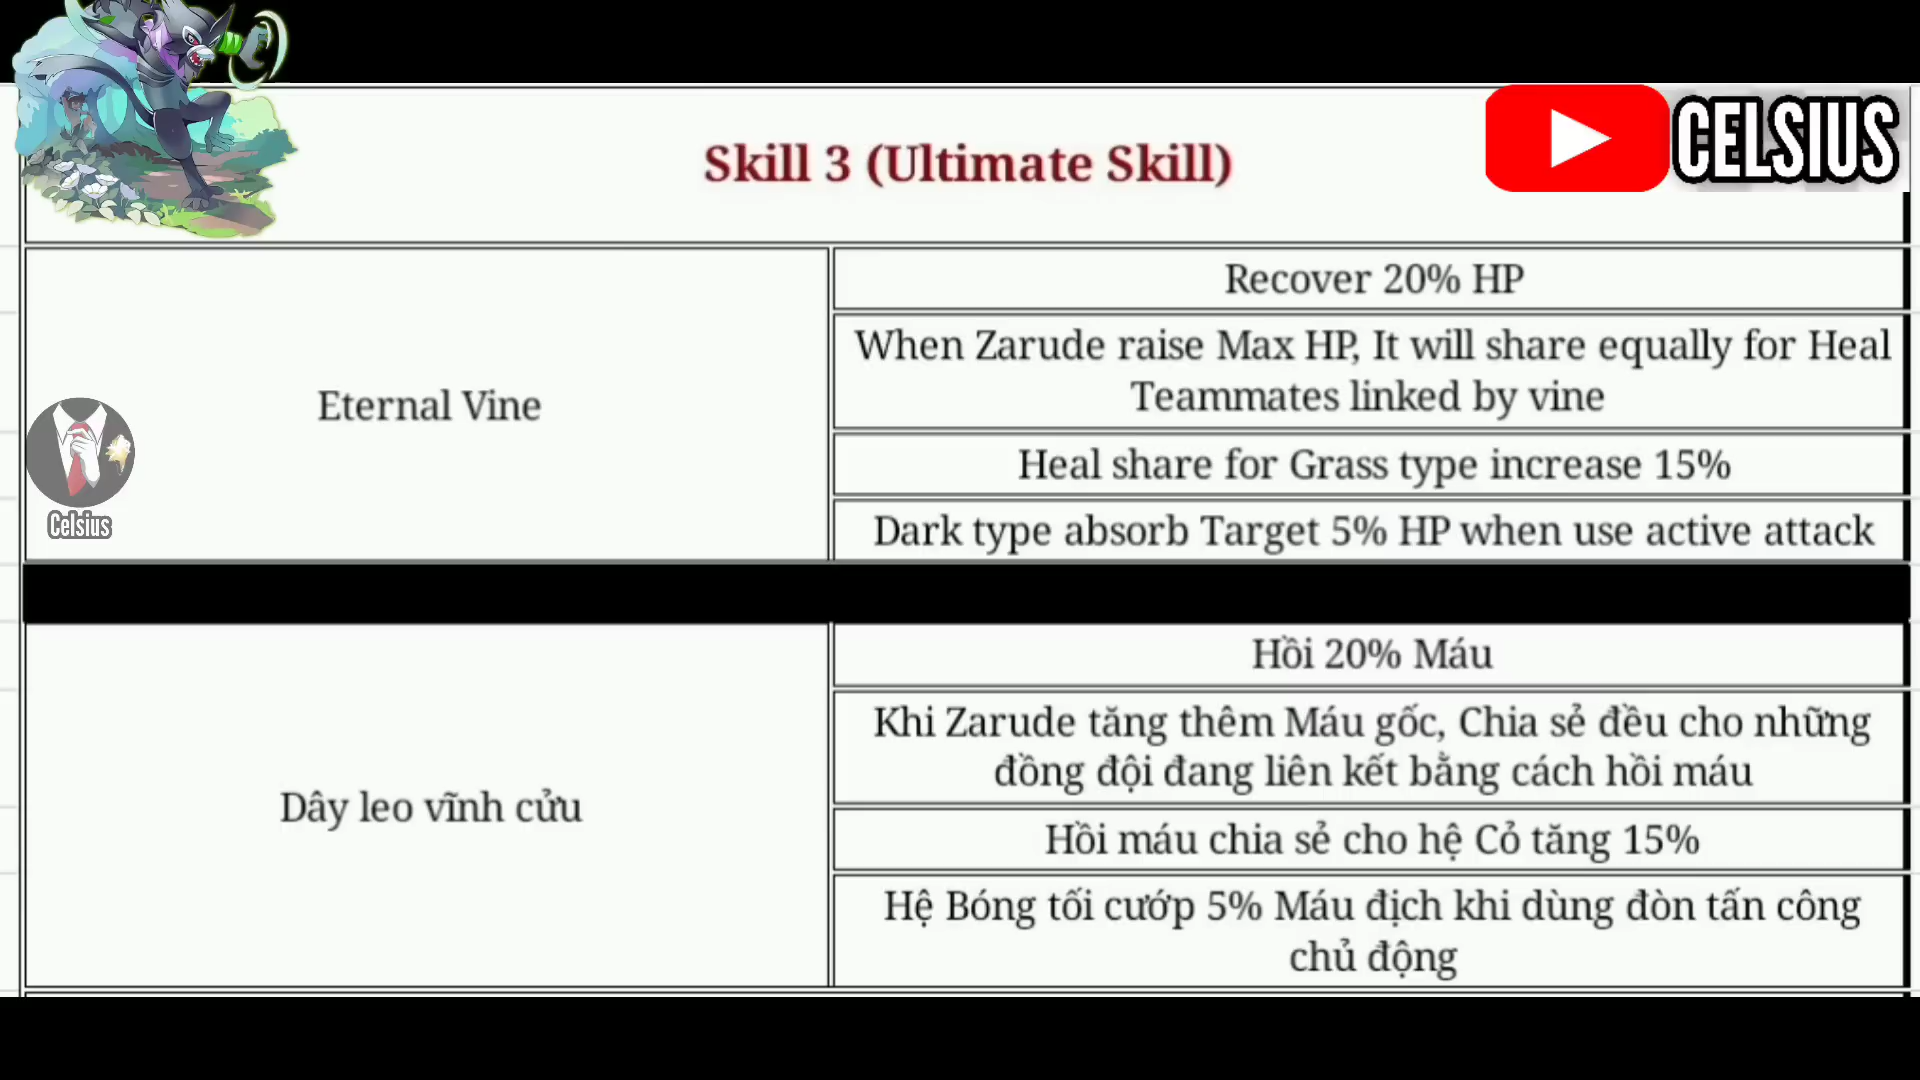 CELSIUS
Skill 3 (Ultimate Skill)
Eternal Vine
Recover 20% HP
When Zarude raise Max HP, It will share equally for Heal
Teammates linked by vine
Heal share for Grass type increase 15%
Dark type absorb Target 5% HP when use active attack
Celsius
Dây leo vĩnh cửu
Hồi 20% Máu
Khi Zarude tăng thêm Máu gốc, Chia sẻ đều cho những
đồng đội đang liên kết bằng cách hồi máu
Hồi máu chia sẻ cho hệ Cỏ tăng 15%
Hệ Bóng tối cướp 5% Máu địch khi dùng đòn tấn công
chủ động